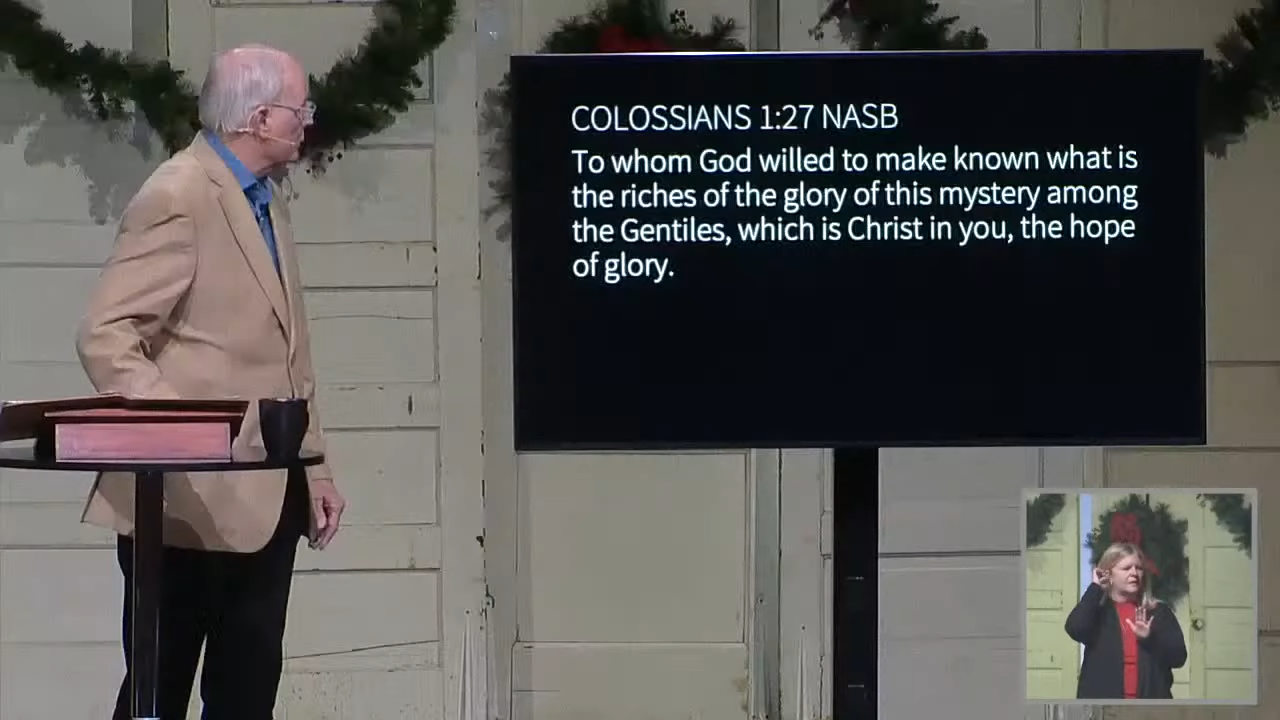 COLOSSIANS 1:27 NASB
To whom God willed to make known what is
the riches of the glory of this mystery among
the Gentiles, which is Christ in you, the hope
of glory.